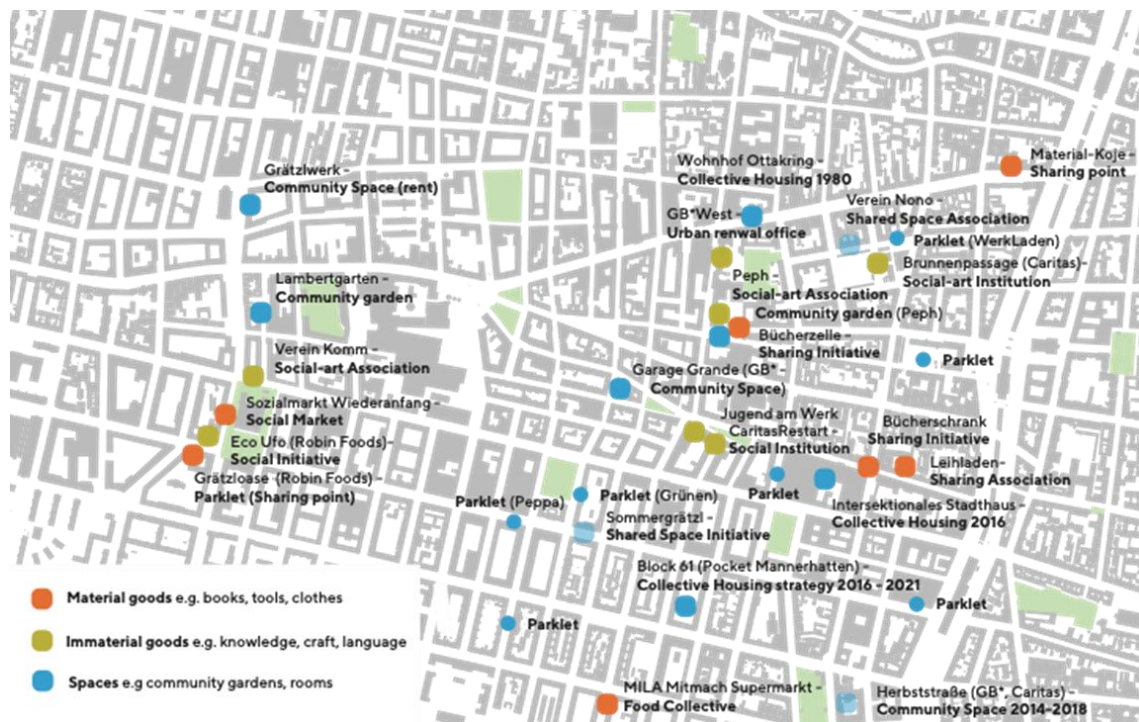 Grätzlwerk -
Community Space (rent)
Wohnhof Ottakring -
Collective Housing 1980
Material-Koje -
Sharing point
GB*West -
Urban renwal office
Verein Nono -
Shared Space Association
Parklet (WerkLaden)
Brunnenpassage (Caritas)-
Social-art Institution
Lambertgarten -
Community garden
Peph -
Social-art Association
Community garden (Peph)
Bücherzelle -
Sharing Initiative
Parklet
Verein Komm -
Social-art Association
Garage Grande (GB* -
Community Space)
Sozialmarkt Wiederanfang -
Social Market
Eco Ufo (Robin Foods)-
Social Initiative
Grätzloase (Robin Foods) -
Parklet (Sharing point)
Jugend am Werk
CaritasRestart -
Social Institution
Bücherschrank
Sharing Initiative
Leihladen-
Sharing Association
Parklet
Intersektionales Stadthaus -
Collective Housing 2016
Parklet (Peppa)
Parklet (Grünen)
Sommergrätzl -
Shared Space Initiative
Block 61 (Pocket Mannerhatten) -
Collective Housing strategy 2016 - 2021
Parklet
Parklet
MILA Mitmach Supermarkt -
Food Collective
Herbststraße (GB*, Caritas) -
Community Space 2014-2018
Material goods e.g. books, tools, clothes
Immaterial goods e.g. knowledge, craft, language
Spaces e.g community gardens, rooms